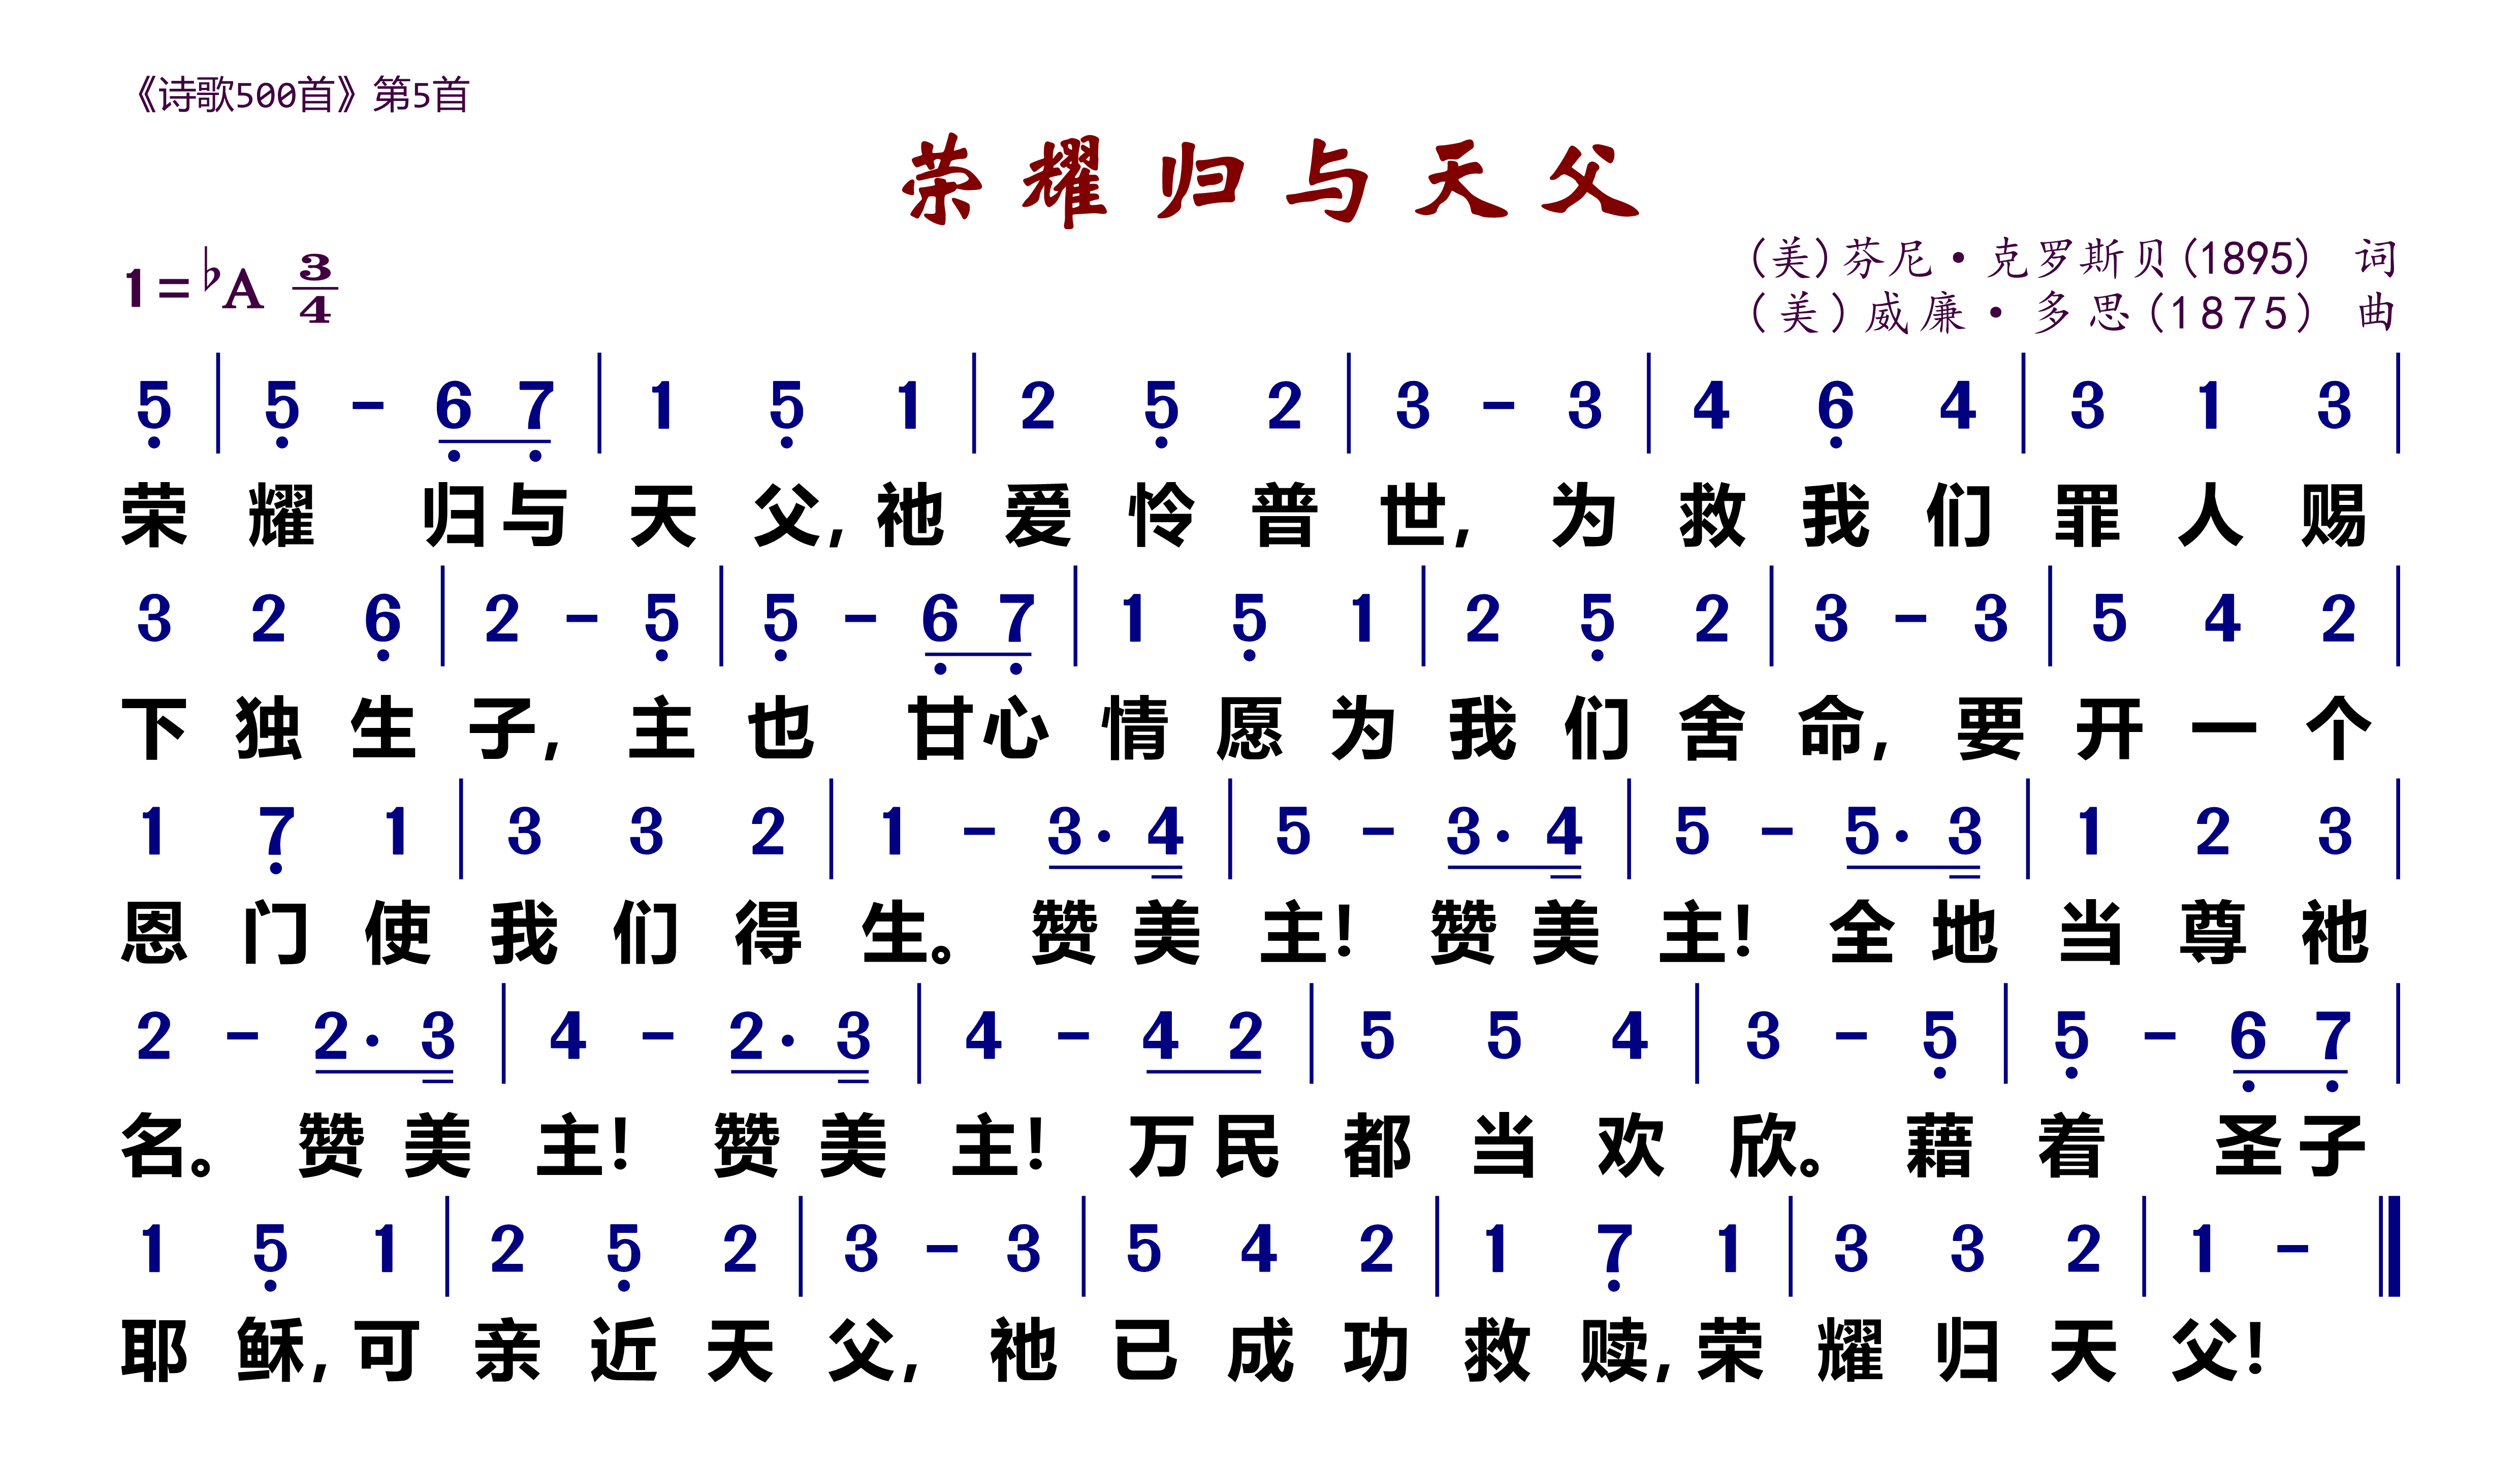 《诗歌500首》第5首
荣耀归与天父
1=♭A 3/4
(美)芬尼·克罗斯贝(1895) 词
(美)威廉·多思(1875) 曲
5̣ | 5̣ - 6̣ 7̣ | 1 5̣ 1 | 2 5̣ 2 | 3 - 3 | 4 6̣ 4 | 3 1 3 |
荣耀 归与天父,祂爱怜普世,为救我们罪人赐
3 2 6̣ | 2 - 5̣ | 5̣ - 6̣ 7̣ | 1 5̣ 1 | 2 5̣ 2 | 3 - 3 | 5 4 2 |
下独生子,主也 甘心情愿为我们舍命,要开一个
1 7̣ 1 | 3 3 2 | 1 - 3· 4 | 5 - 3· 4 | 5 - 5· 3 | 1 2 3 |
恩门使我们得生。赞美主!赞美主!全地当尊祂
2 - 2· 3 | 4 - 2· 3 | 4 - 4 2 | 5 5 4 | 3 - 5̣ | 5̣ - 6̣ 7̣ |
名。赞美主!赞美主!万民都当欢欣。藉着 圣子
1 5̣ 1 | 2 5̣ 2 | 3 - 3 | 5 4 2 | 1 7̣ 1 | 3 3 2 | 1 - ‖
耶稣,可亲近天父,祂已成功救赎,荣耀归天父!